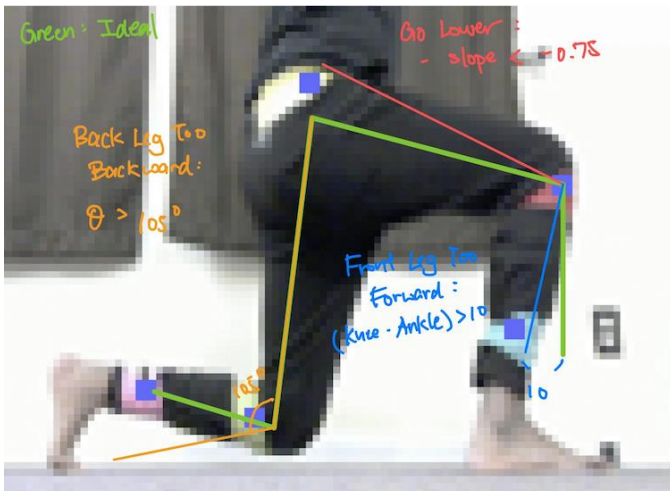 Green: Ideal
Go Lower :
- slope < - 0.75
Back Leg Too
Backward:
θ > 105°
Front Leg Too
Forward :
(Knee - Ankle) > 10
105°
10